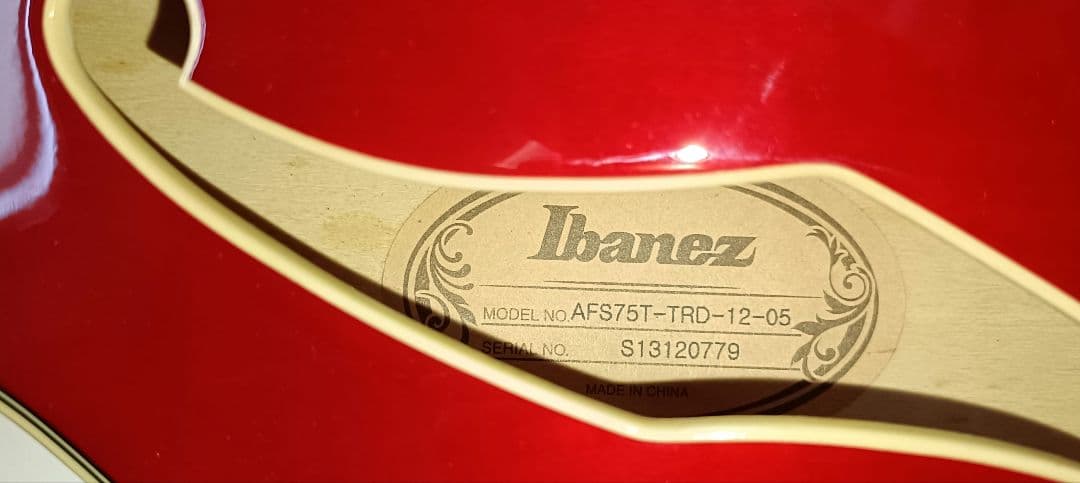 Ibanez
MODEL NO. AFS75T-TRD-12-05
SERIAL NO. S13120779
MADE IN CHINA